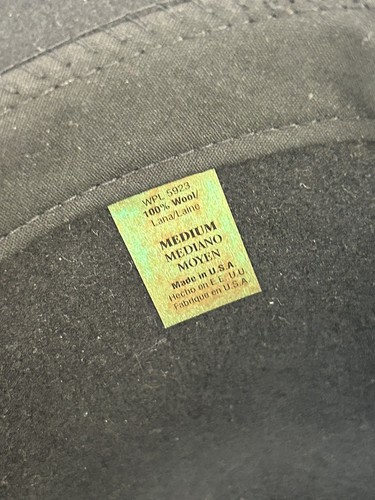 WPL 5923
100% Wool/
Lana/Laine
MEDIUM
MEDIANO
MOYEN
Made in U.S.A.
Hecho en E.E. U.U.
Fabriqué en U.S.A